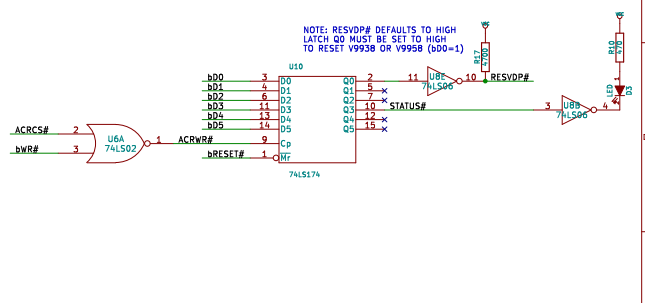 NOTE: RESVDP# DEFAULTS TO HIGH
LATCH Q0 MUST BE SET TO HIGH
TO RESET V9938 OR V9958 (bD0=1)
R17
4700
R10
470
U10
bD0 3 D0 Q0 2
bD1 4 D1 Q1 5
bD2 6 D2 Q2 7
bD3 11 D3 Q3 10 STATUS#
bD4 13 D4 Q4 12
bD5 14 D5 Q5 15
11 U8E 10 RESVDP#
74LS06
3 U8B 4
74LS06
LED
D3
1
ACRCS# 2
bWR# 3
U6A
74LS02
1 ACRWR# 9 Cp
bRESET# 1 Mr
74LS174